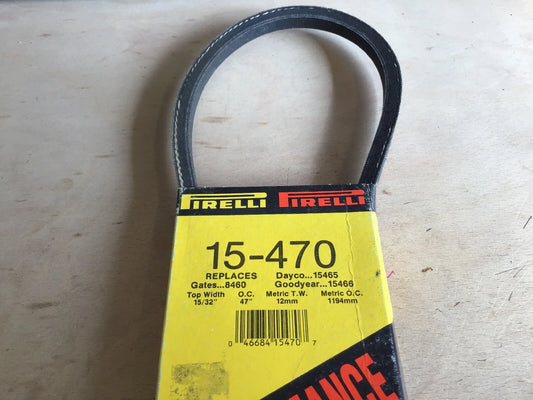 PIRELLI PIRELLI
15-470
REPLACES Dayco...15465
Gates...8460 Goodyear...15466
Top Width O.C. Metric T.W. Metric O.C.
15/32" 47" 12mm 1194mm
0 46684 15470 7